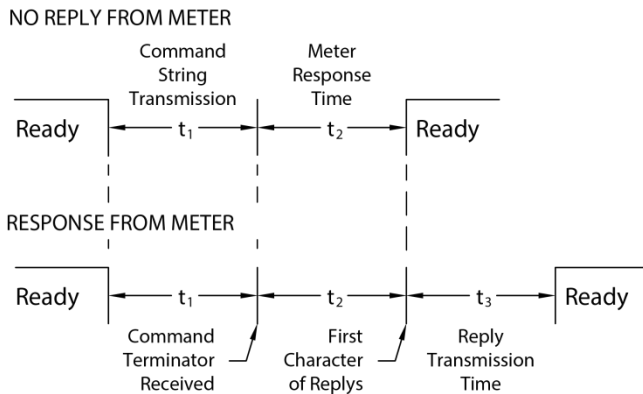 NO REPLY FROM METER
Command
String
Transmission
Meter
Response
Time
Ready
t1
t2
Ready
RESPONSE FROM METER
Ready
t1
t2
t3
Ready
Command
Terminator
Received
First
Character
of Replys
Reply
Transmission
Time